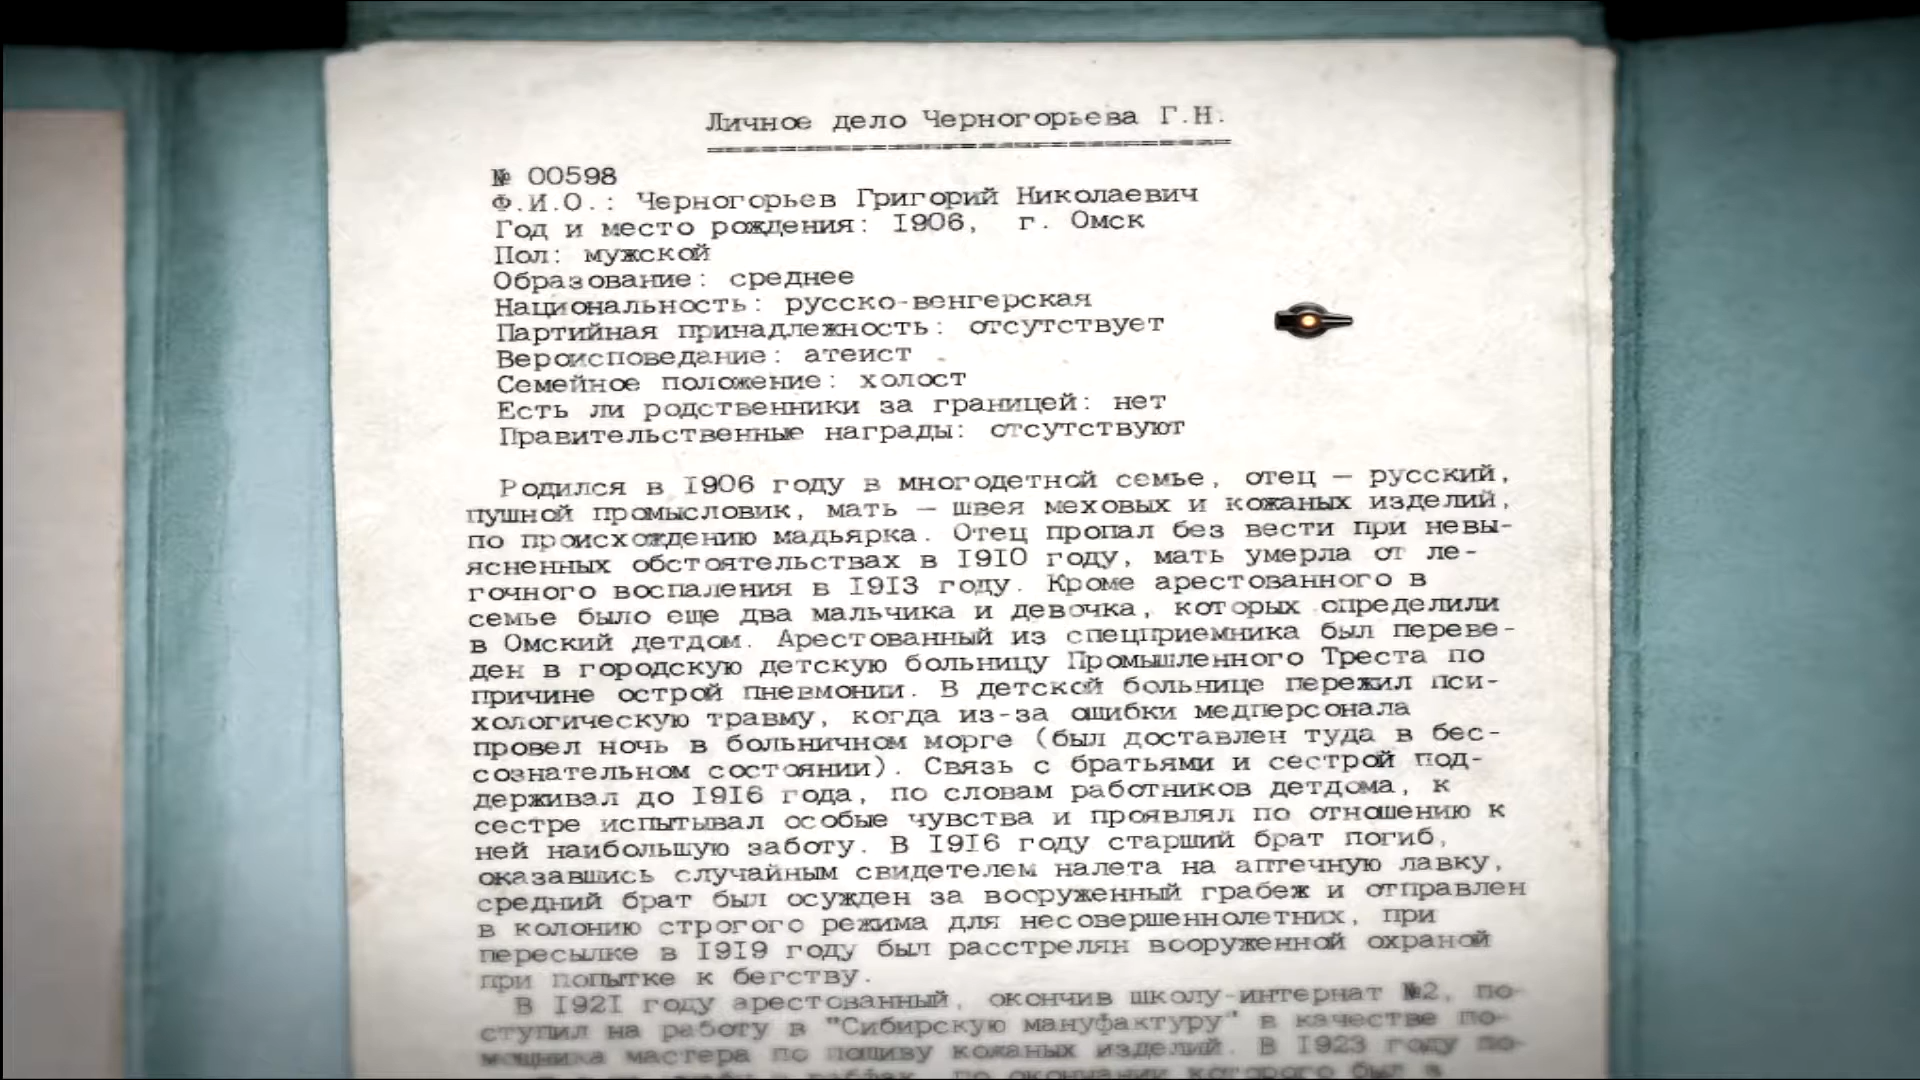 Личное дело Черногорьева Г.Н.
№ 00598
Ф.И.О.: Черногорьев Григорий Николаевич
Год и место рождения: 1906, г. Омск
Пол: мужской
Образование: среднее
Национальность: русско-венгерская
Партийная принадлежность: отсутствует
Вероисповедание: атеист
Семейное положение: холост
Есть ли родственники за границей: нет
Правительственные награды: отсутствуют
Родился в 1906 году в многодетной семье, отец — русский,
пушной промысловик, мать — швея меховых и кожаных изделий,
по происхождению мадьярка. Отец пропал без вести при невы-
ясненных обстоятельствах в 1910 году, мать умерла от ле-
гочного воспаления в 1913 году. Кроме арестованного в
семье было еще два мальчика и девочка, которых определили
в Омский детдом. Арестованный из спецприемника был переве-
ден в городскую детскую больницу Промышленного Треста по
причине острой пневмонии. В детской больнице пережил пси-
хологическую травму, когда из-за ошибки медперсонала
провел ночь в больничном морге (был доставлен туда в бес-
сознательном состоянии). Связь с братьями и сестрой под-
держивал до 1916 года, по словам работников детдома, к
сестре испытывал особые чувства и проявлял по отношению к
ней наибольшую заботу. В 1916 году старший брат погиб,
оказавшись случайным свидетелем налета на аптечную лавку,
средний брат был осужден за вооруженный грабеж и отправлен
в колонию строгого режима для несовершеннолетних, при
пересылке в 1919 году был расстрелян вооруженной охраной
при попытке к бегству.
В 1921 году арестованный, окончив школу-интернат №2, по-
ступил на работу в "Сибирскую мануфактуру" в качестве по-
мощника мастера по пошиву кожаных изделий. В 1923 году по-
по окончании которого был в